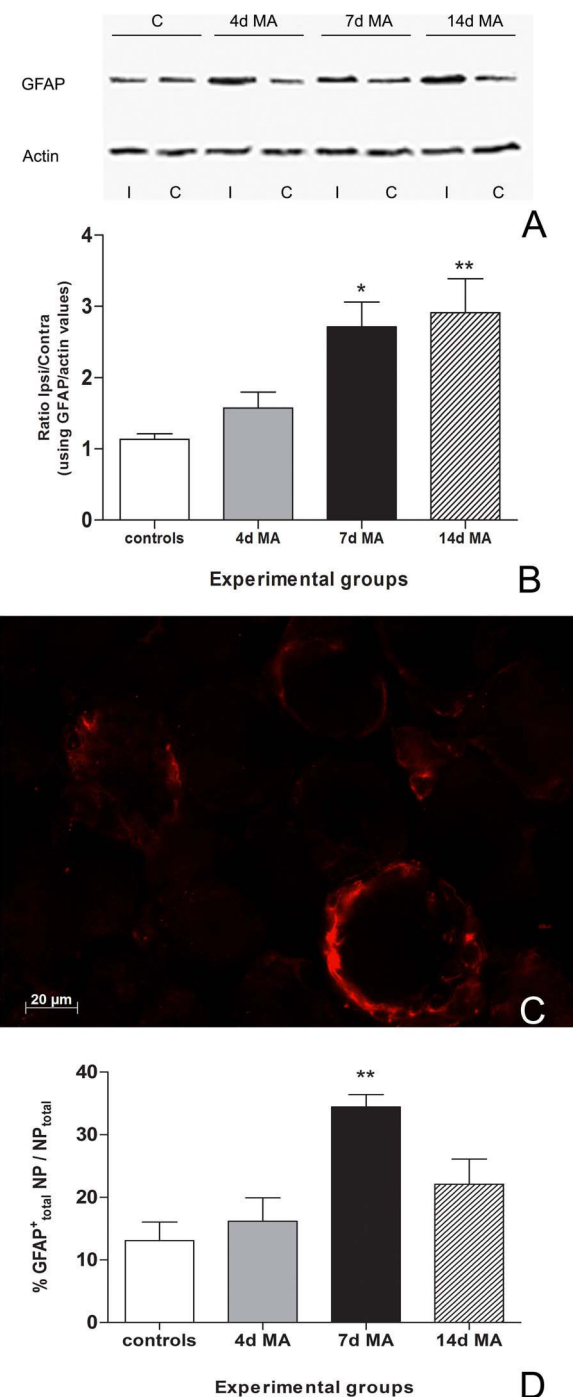 C 4d MA 7d MA 14d MA
GFAP
Actin
I C I C I C I C
A
4
3
2
1
0
Ratio Ipsi/Contra
(using GFAP/actin values)
*
**
controls 4d MA 7d MA 14d MA
Experimental groups
B
20 µm
C
40
30
20
10
0
% GFAP⁺total NP / NPtotal
**
controls 4d MA 7d MA 14d MA
Experimental groups
D